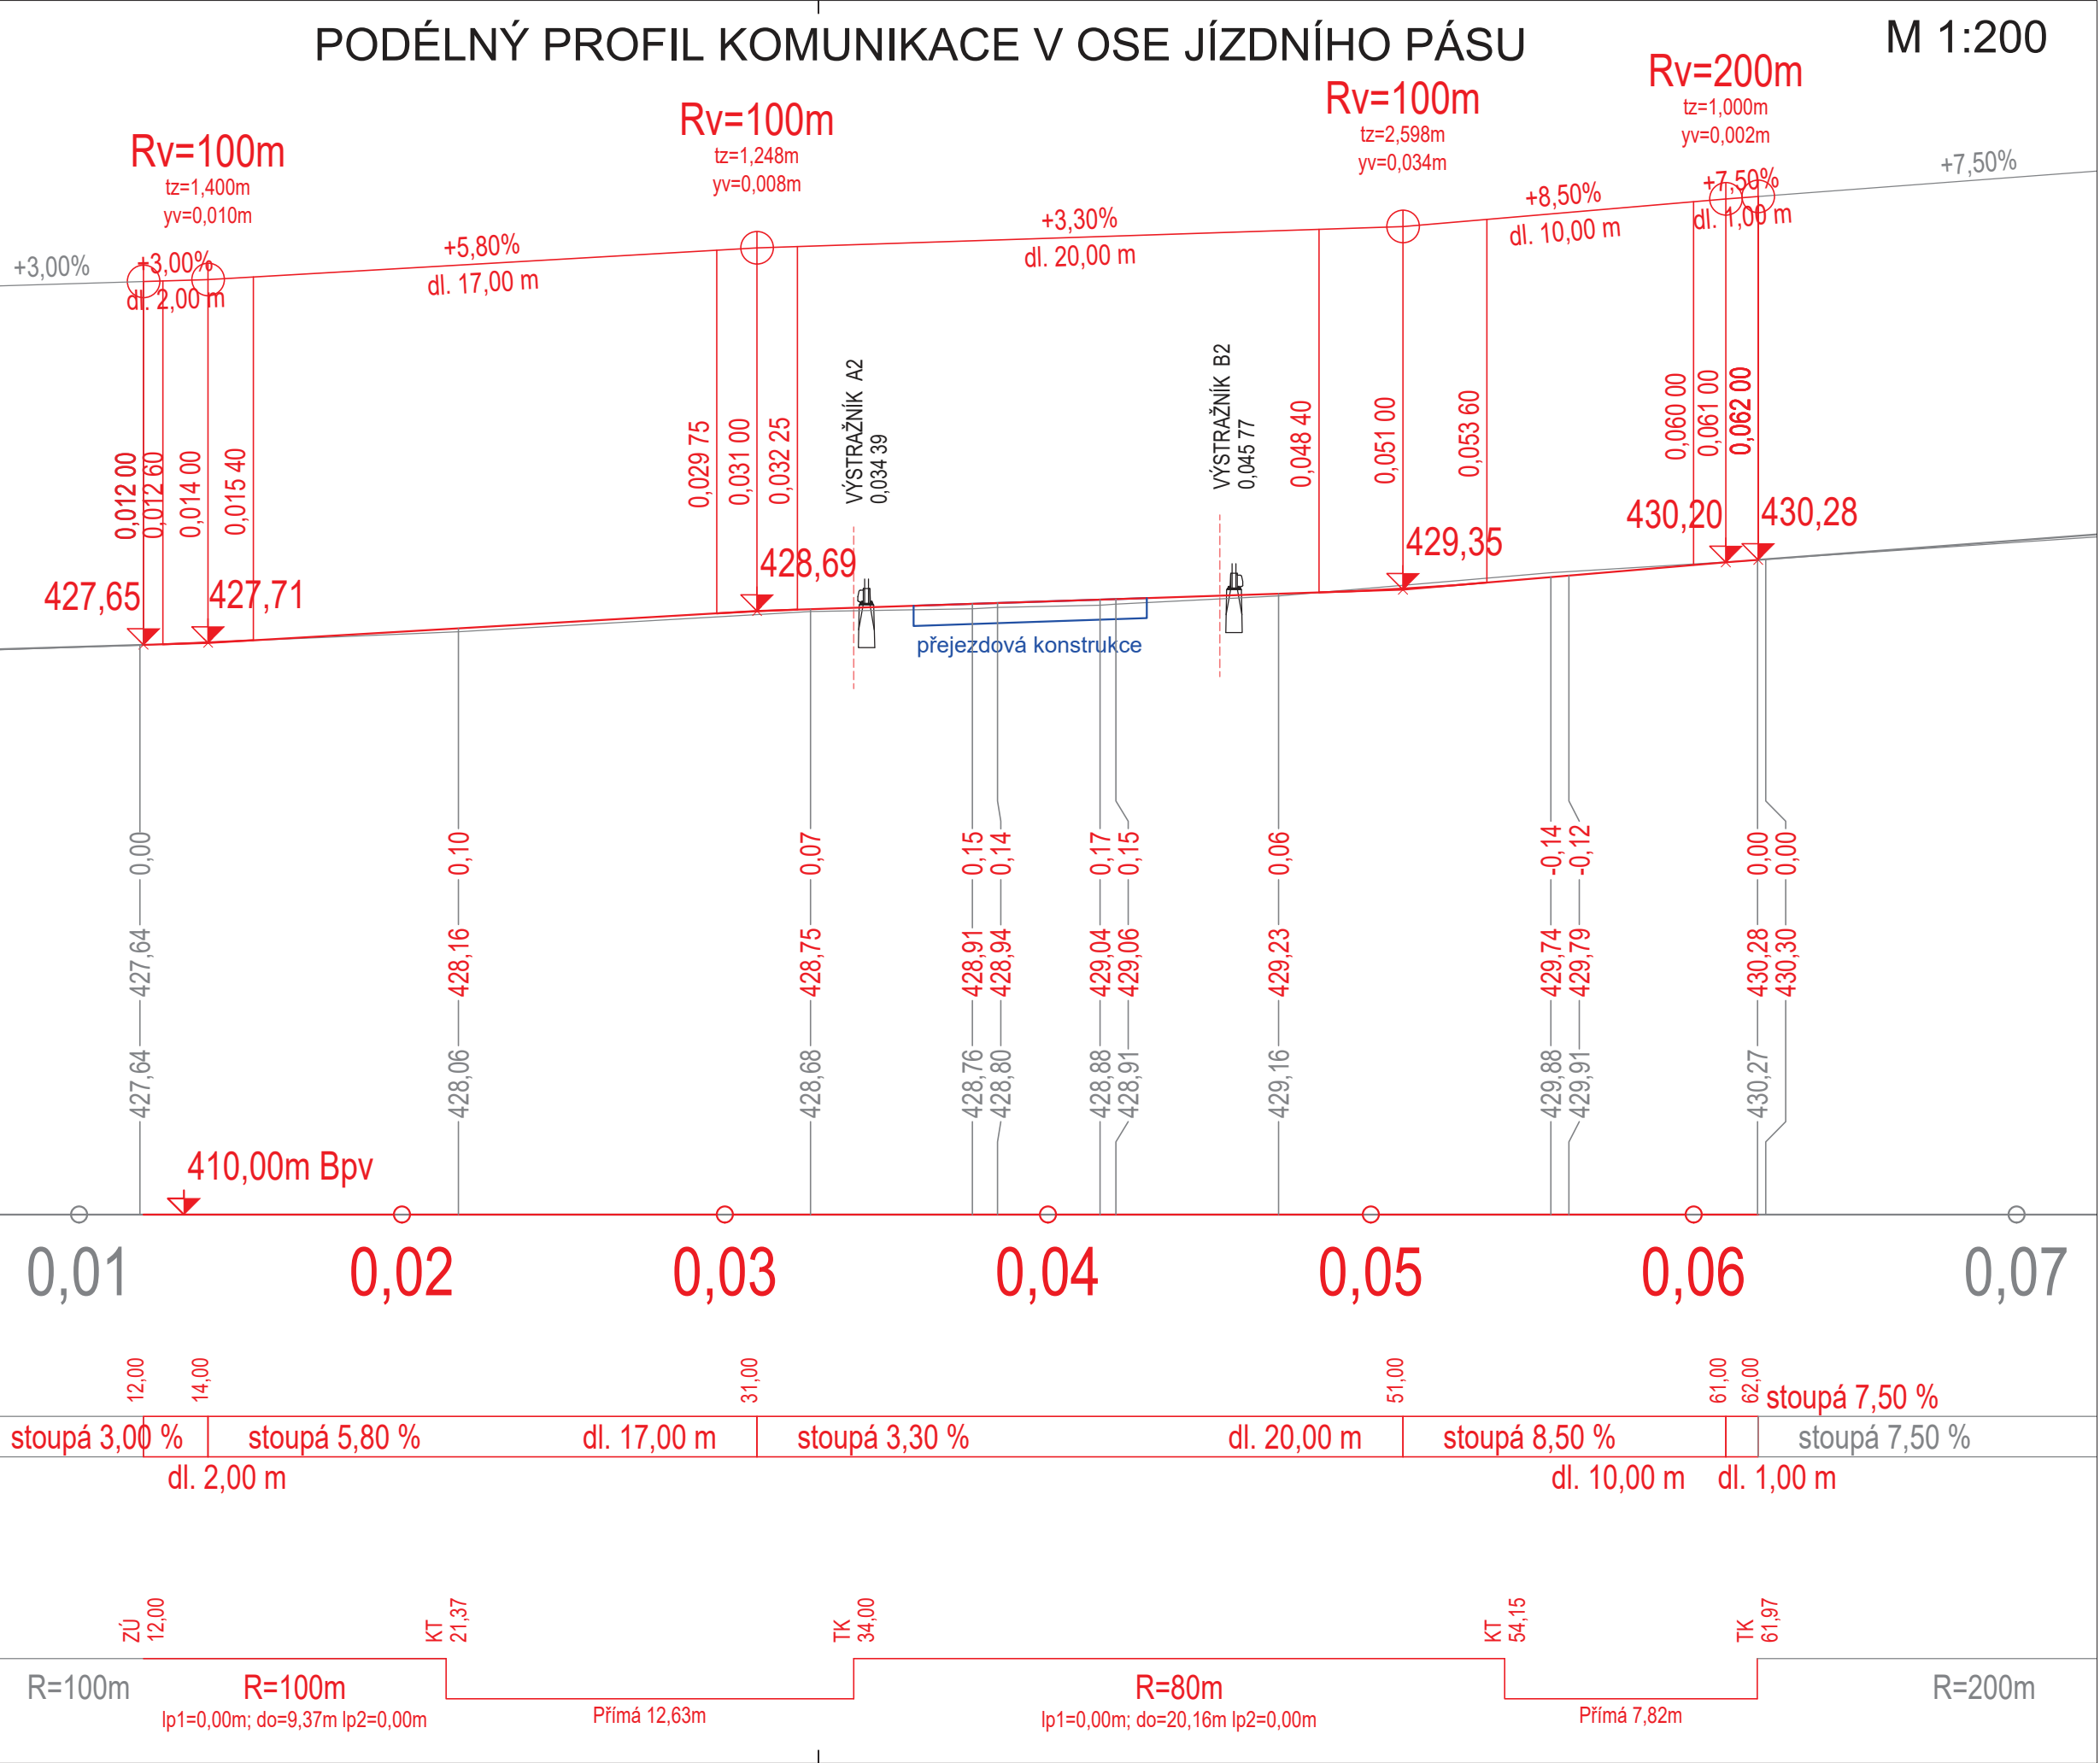 PODÉLNÝ PROFIL KOMUNIKACE V OSE JÍZDNÍHO PÁSU
M 1:200
Rv=100m
tz=1,400m
yv=0,010m
Rv=100m
tz=1,248m
yv=0,008m
Rv=100m
tz=2,598m
yv=0,034m
Rv=200m
tz=1,000m
yv=0,002m
+3,00%
+3,00%
dl. 2,00 m
+5,80%
dl. 17,00 m
+3,30%
dl. 20,00 m
+8,50%
dl. 10,00 m
+7,50%
dl. 1,00 m
+7,50%
0,012 00
0,012 60
0,014 00
0,015 40
0,029 75
0,031 00
0,032 25
VÝSTRAŽNÍK A2
0,034 39
VÝSTRAŽNÍK B2
0,045 77
0,048 40
0,051 00
0,053 60
0,060 00
0,061 00
0,062 00
427,65
427,71
428,69
429,35
430,20
430,28
přejezdová konstrukce
0,00
0,10
0,07
0,15
0,14
0,17
0,15
0,06
-0,14
-0,12
0,00
0,00
427,64
428,16
428,75
428,91
428,94
429,04
429,06
429,23
429,74
429,79
430,28
430,30
427,64
428,06
428,68
428,76
428,80
428,88
428,91
429,16
429,88
429,91
430,27
410,00m Bpv
0,01
0,02
0,03
0,04
0,05
0,06
0,07
12,00
14,00
31,00
51,00
61,00
62,00
stoupá 7,50 %
stoupá 3,00 %
stoupá 5,80 %
dl. 17,00 m
stoupá 3,30 %
dl. 20,00 m
stoupá 8,50 %
stoupá 7,50 %
dl. 2,00 m
dl. 10,00 m
dl. 1,00 m
ZÚ
12,00
KT
21,37
TK
34,00
KT
54,15
TK
61,97
R=100m
R=100m
lp1=0,00m; do=9,37m lp2=0,00m
Přímá 12,63m
R=80m
lp1=0,00m; do=20,16m lp2=0,00m
Přímá 7,82m
R=200m